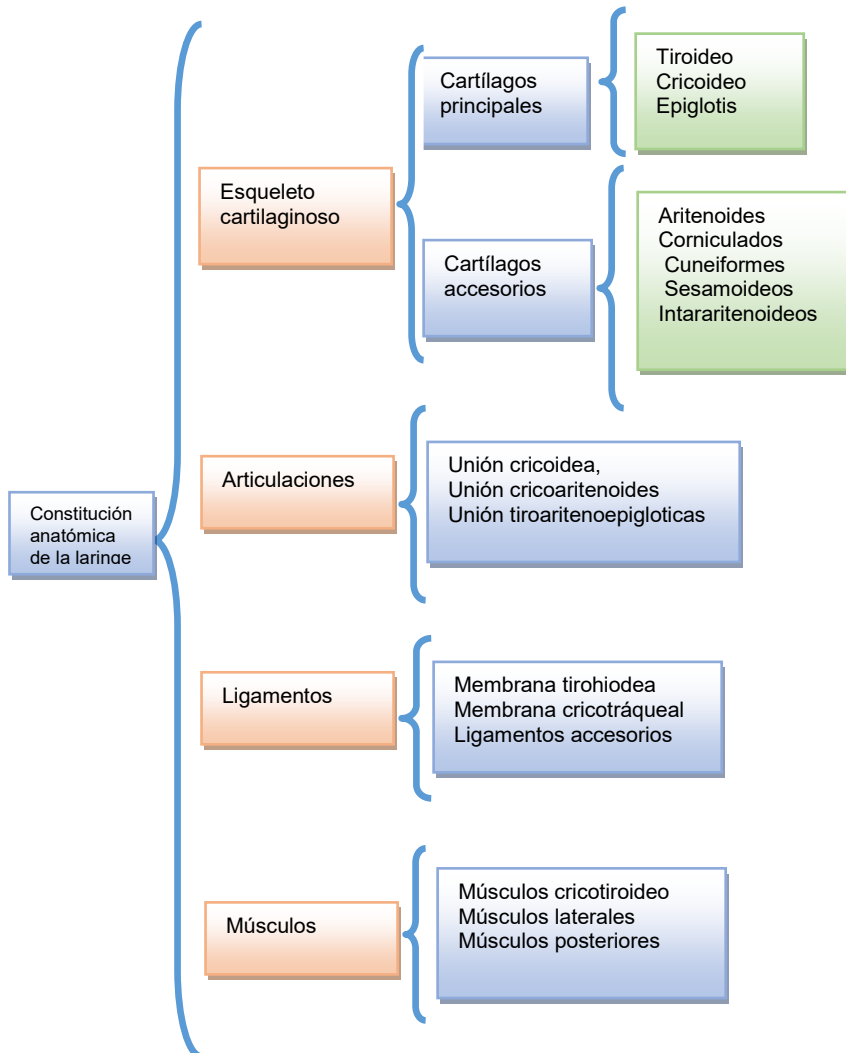 Constitución
anatómica
de la laringe
Esqueleto
cartilaginoso
Cartílagos
principales
Tiroideo
Cricoideo
Epiglotis
Cartílagos
accesorios
Aritenoides
Corniculados
Cuneiformes
Sesamoideos
Intararitenoideos
Articulaciones
Unión cricoidea,
Unión cricoaritenoides
Unión tiroaritenoepigloticas
Ligamentos
Membrana tirohiodea
Membrana cricotráqueal
Ligamentos accesorios
Músculos
Músculos cricotiroideo
Músculos laterales
Músculos posteriores